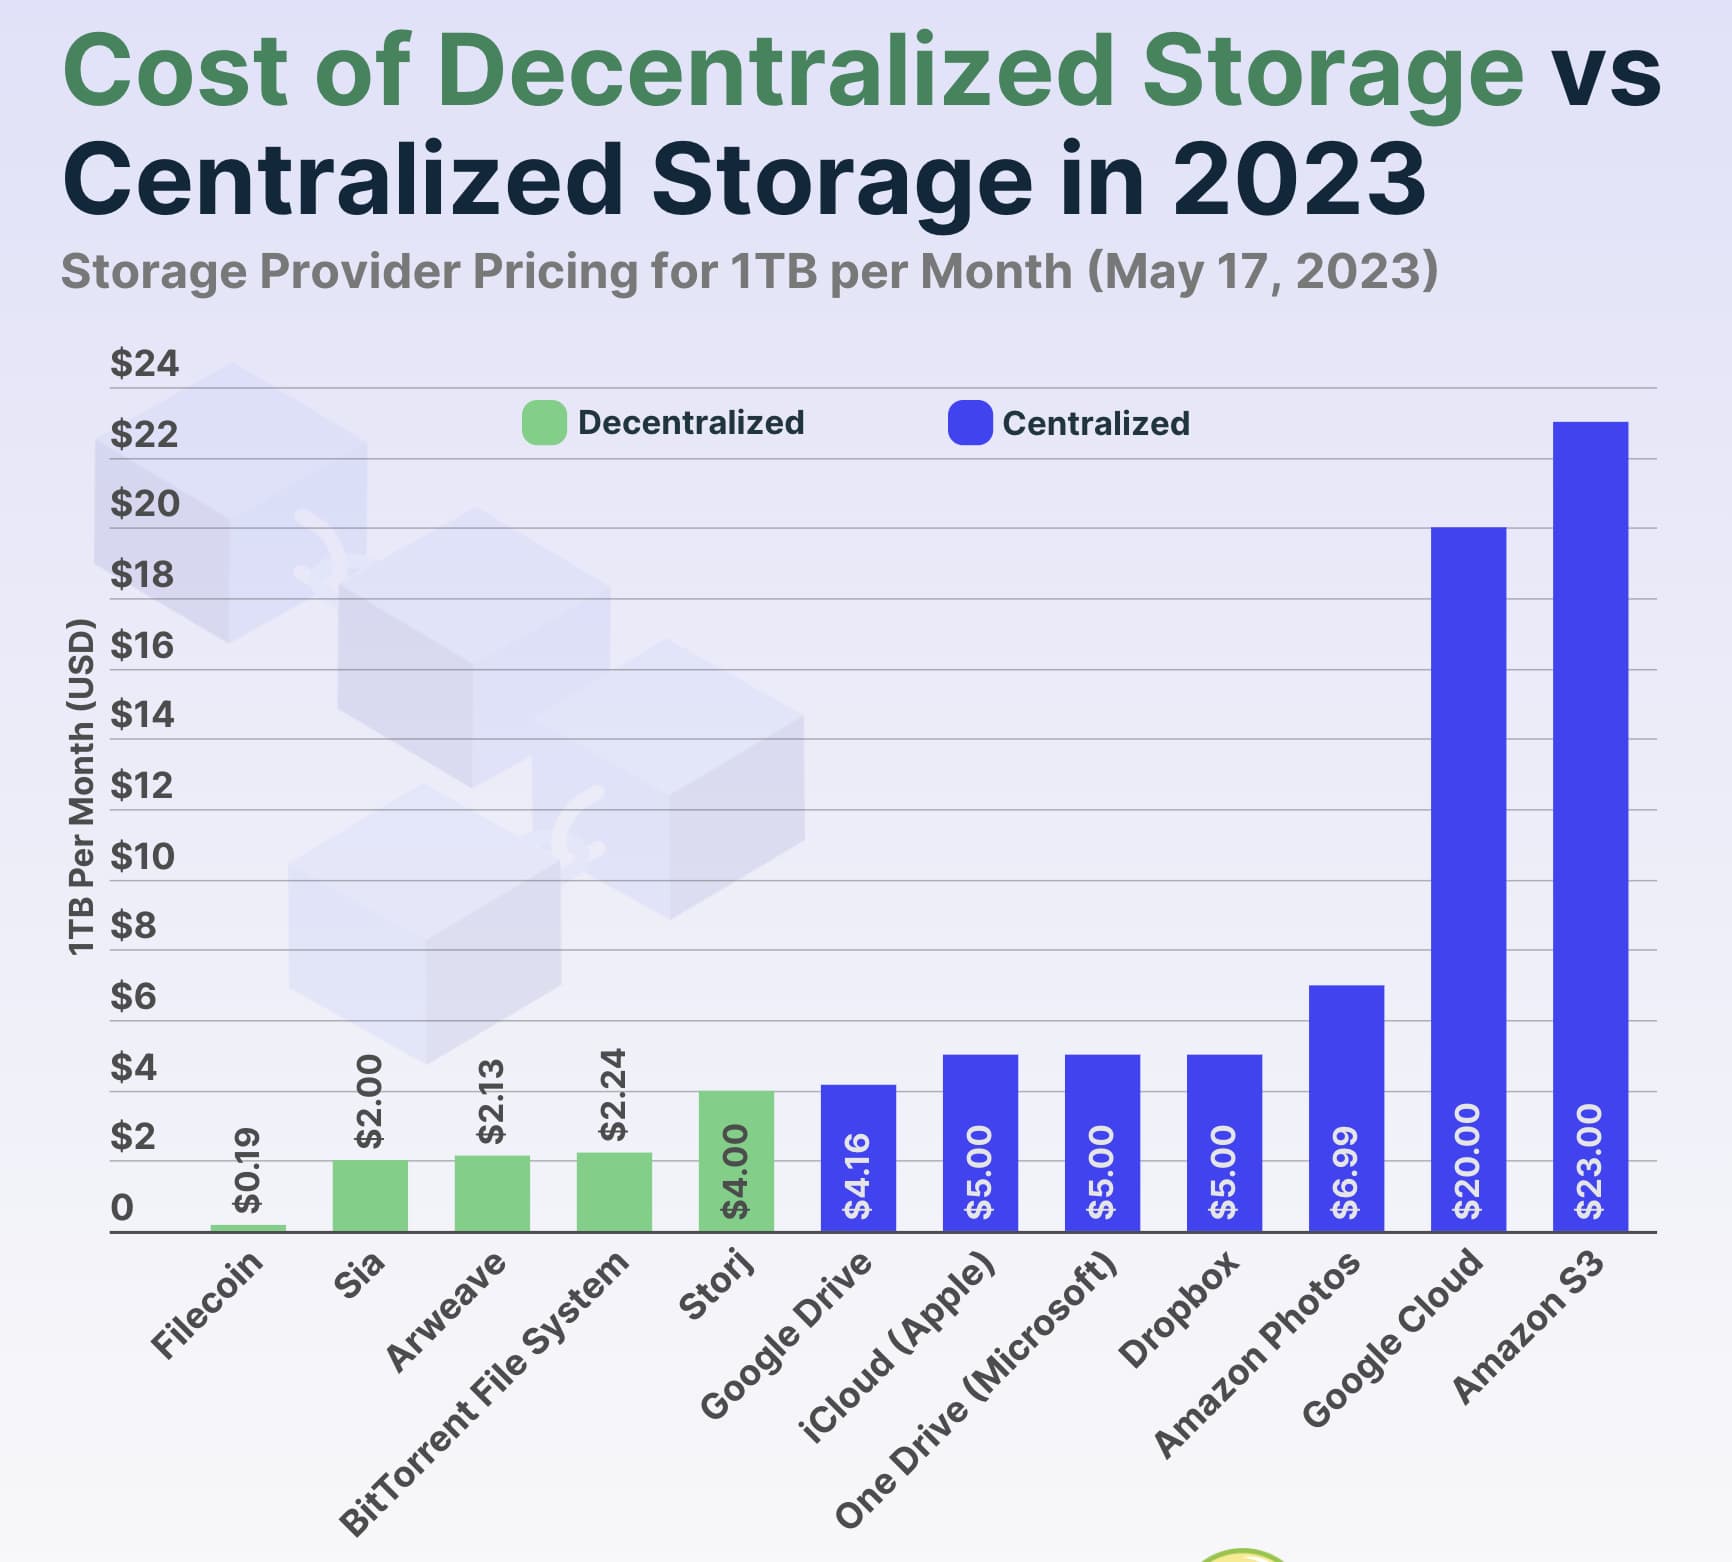 Cost of Decentralized Storage vs
Centralized Storage in 2023
Storage Provider Pricing for 1TB per Month (May 17, 2023)
Decentralized
Centralized
1TB Per Month (USD)
$24
$22
$20
$18
$16
$14
$12
$10
$8
$6
$4
$2
0
$0.19
$2.00
$2.13
$2.24
$4.00
$4.16
$5.00
$5.00
$5.00
$6.99
$20.00
$23.00
Filecoin
Sia
Arweave
BitTorrent File System
Storj
Google Drive
iCloud (Apple)
One Drive (Microsoft)
Dropbox
Amazon Photos
Google Cloud
Amazon S3